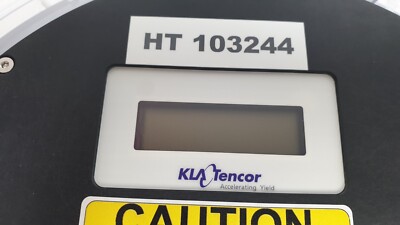 HT 103244
KLA Tencor
Accelerating Yield
CAUTION